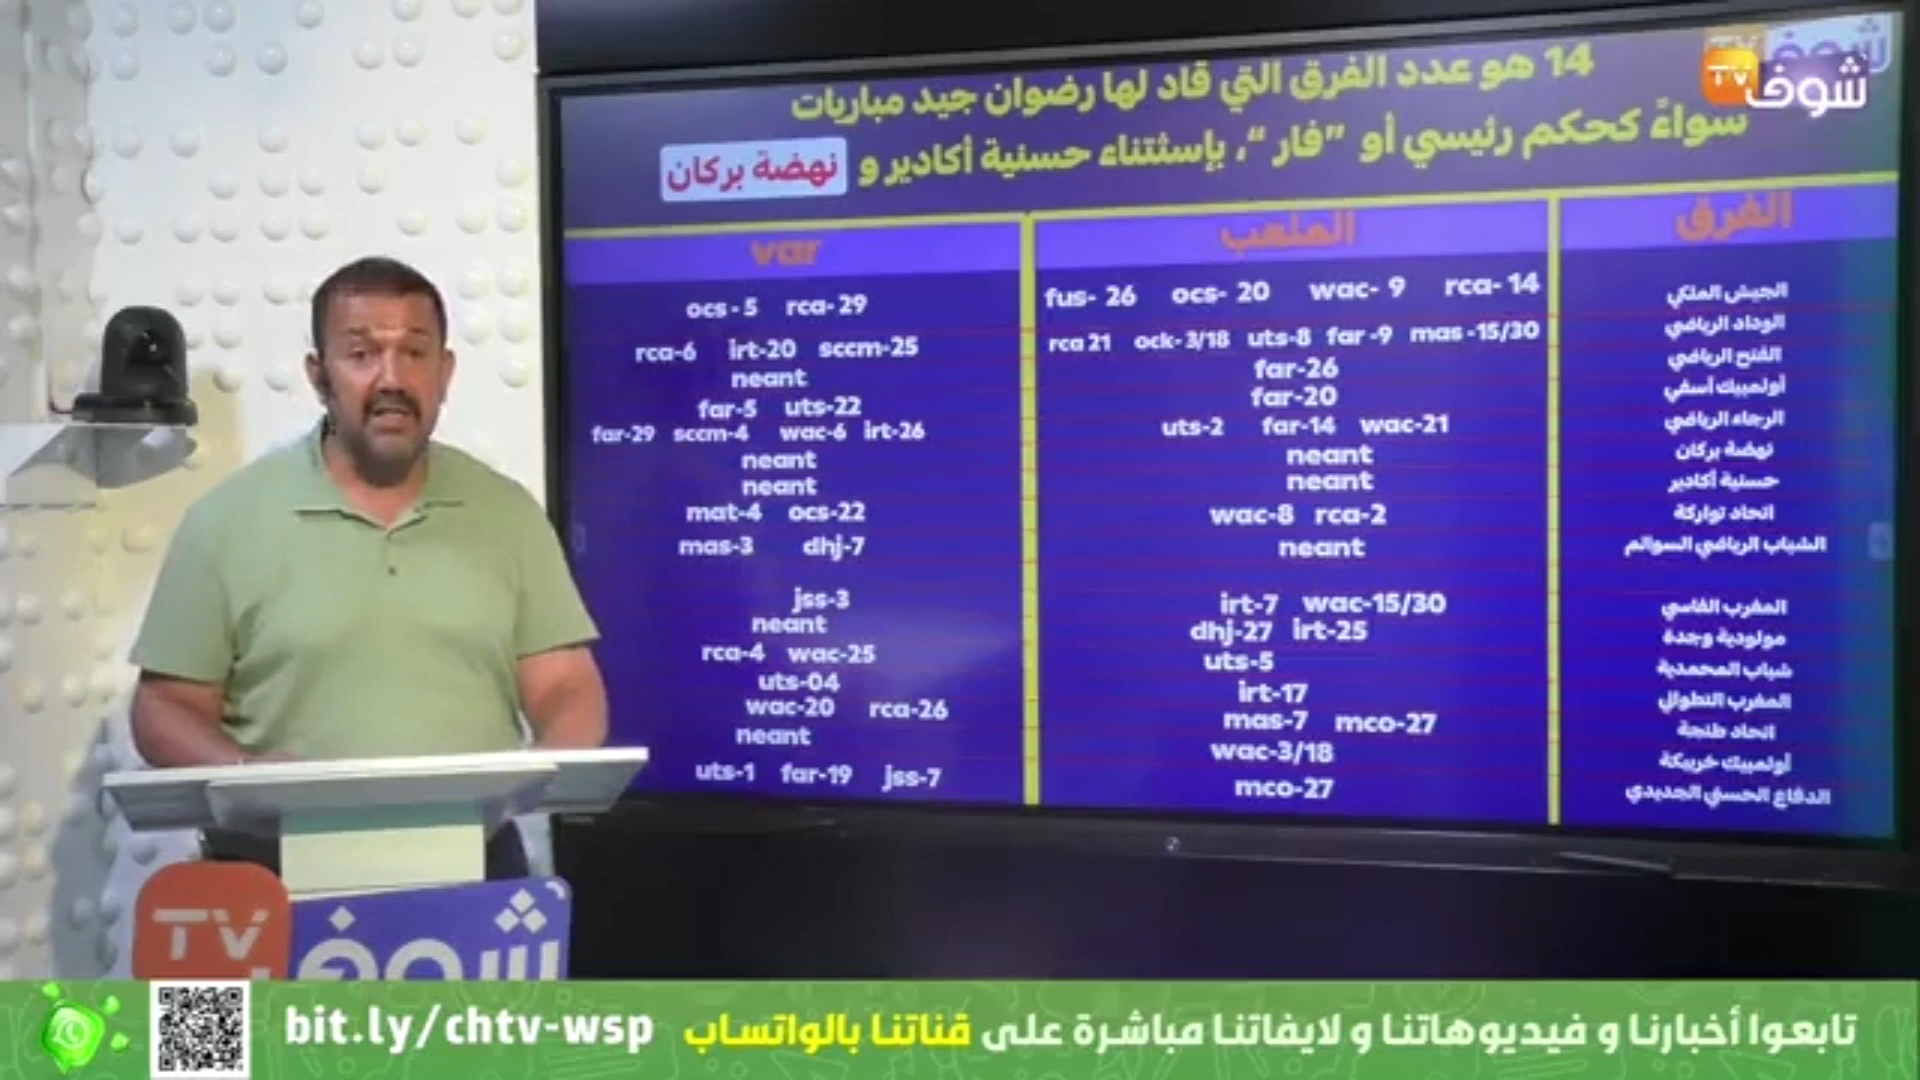 TV شوف
14 هو عدد الفرق التي قاد لها رضوان جيد مباريات
سواءً كحكم رئيسي أو ”فار“، بإستثناء حسنية أكادير و نهضة بركان
الفرق الملعب var
الجيش الملكي fus- 26 ocs- 20 wac- 9 rca- 14 ocs - 5 rca- 29
الوداد الرياضي rca 21 ock- 3/18 uts-8 far -9 mas -15/30 rca-6 irt-20 sccm-25
الفتح الرياضي far-26 neant
أولمبيك أسفي far-20 far-5 uts-22
الرجاء الرياضي uts-2 far-14 wac-21 far-29 sccm-4 wac-6 irt-26
نهضة بركان neant neant
حسنية أكادير neant neant
اتحاد تواركة wac-8 rca-2 mat-4 ocs-22
الشباب الرياضي السوالم neant mas-3 dhj-7
المغرب الفاسي irt-7 wac-15/30 jss-3
مولودية وجدة dhj-27 irt-25 neant
شباب المحمدية uts-5 rca-4 wac-25
المغرب التطواني irt-17 uts-04
اتحاد طنجة mas-7 mco-27 wac-20 rca-26
أولمبيك خريبكة wac-3/18 neant
الدفاع الحسني الجديدي mco-27 uts-1 far-19 jss-7
TV شوف
تابعوا أخبارنا و فيديوهاتنا و لايفاتنا مباشرة على قناتنا بالواتساب bit.ly/chtv-wsp